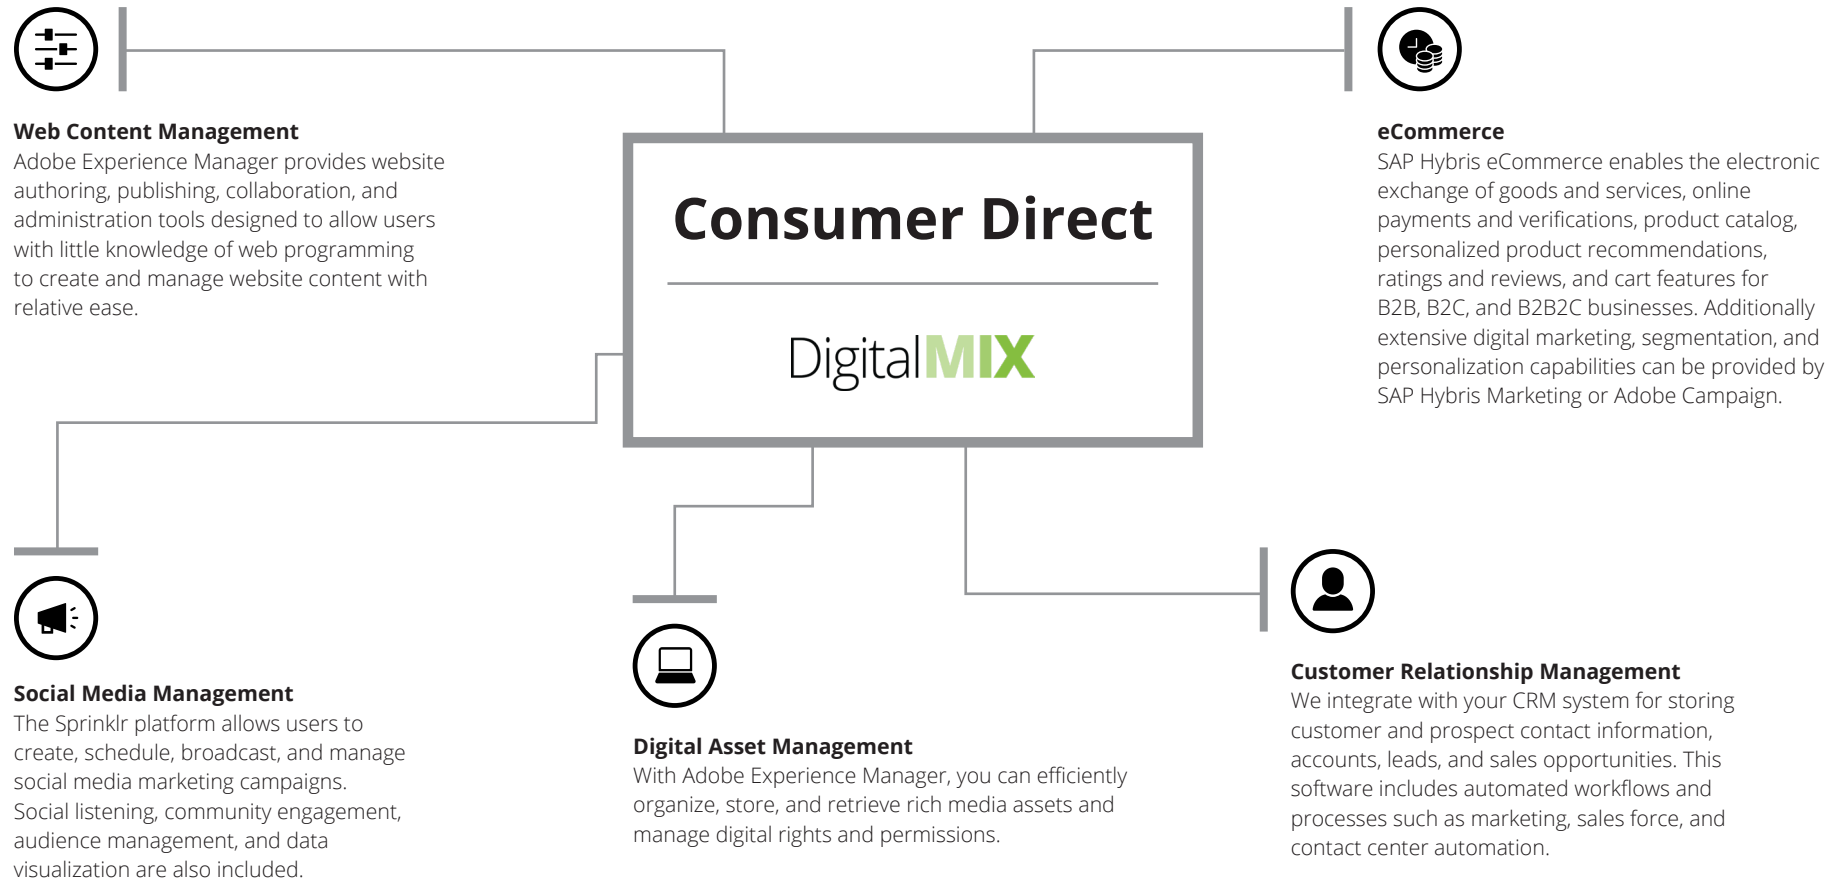 Web Content Management
Adobe Experience Manager provides website
authoring, publishing, collaboration, and
administration tools designed to allow users
with little knowledge of web programming
to create and manage website content with
relative ease.
Consumer Direct
DigitalMIX
eCommerce
SAP Hybris eCommerce enables the electronic
exchange of goods and services, online
payments and verifications, product catalog,
personalized product recommendations,
ratings and reviews, and cart features for
B2B, B2C, and B2B2C businesses. Additionally
extensive digital marketing, segmentation, and
personalization capabilities can be provided by
SAP Hybris Marketing or Adobe Campaign.
Social Media Management
The Sprinklr platform allows users to
create, schedule, broadcast, and manage
social media marketing campaigns.
Social listening, community engagement,
audience management, and data
visualization are also included.
Digital Asset Management
With Adobe Experience Manager, you can efficiently
organize, store, and retrieve rich media assets and
manage digital rights and permissions.
Customer Relationship Management
We integrate with your CRM system for storing
customer and prospect contact information,
accounts, leads, and sales opportunities. This
software includes automated workflows and
processes such as marketing, sales force, and
contact center automation.